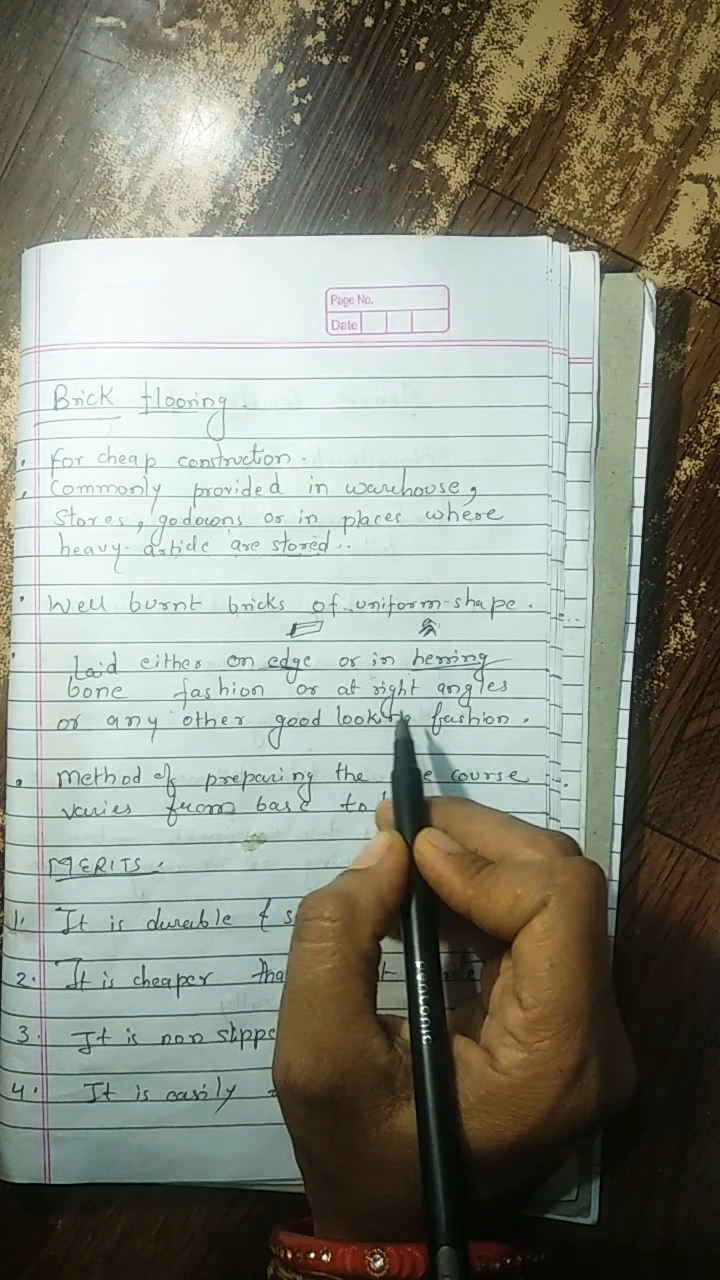 Page No.
Date
Brick flooring.
• For cheap construction.
• Commonly provided in warehouse,
stores, godowns or in places where
heavy article are stored.
• Well burnt bricks of uniform shape.
• Laid either on edge or in herring
bone fashion or at right angles
or any other good looking fashion.
• Method of preparing the course
varies from base to
MERITS:
1. It is durable & s
2. It is cheaper tha
3. It is non slippe
4. It is easily
pentonic